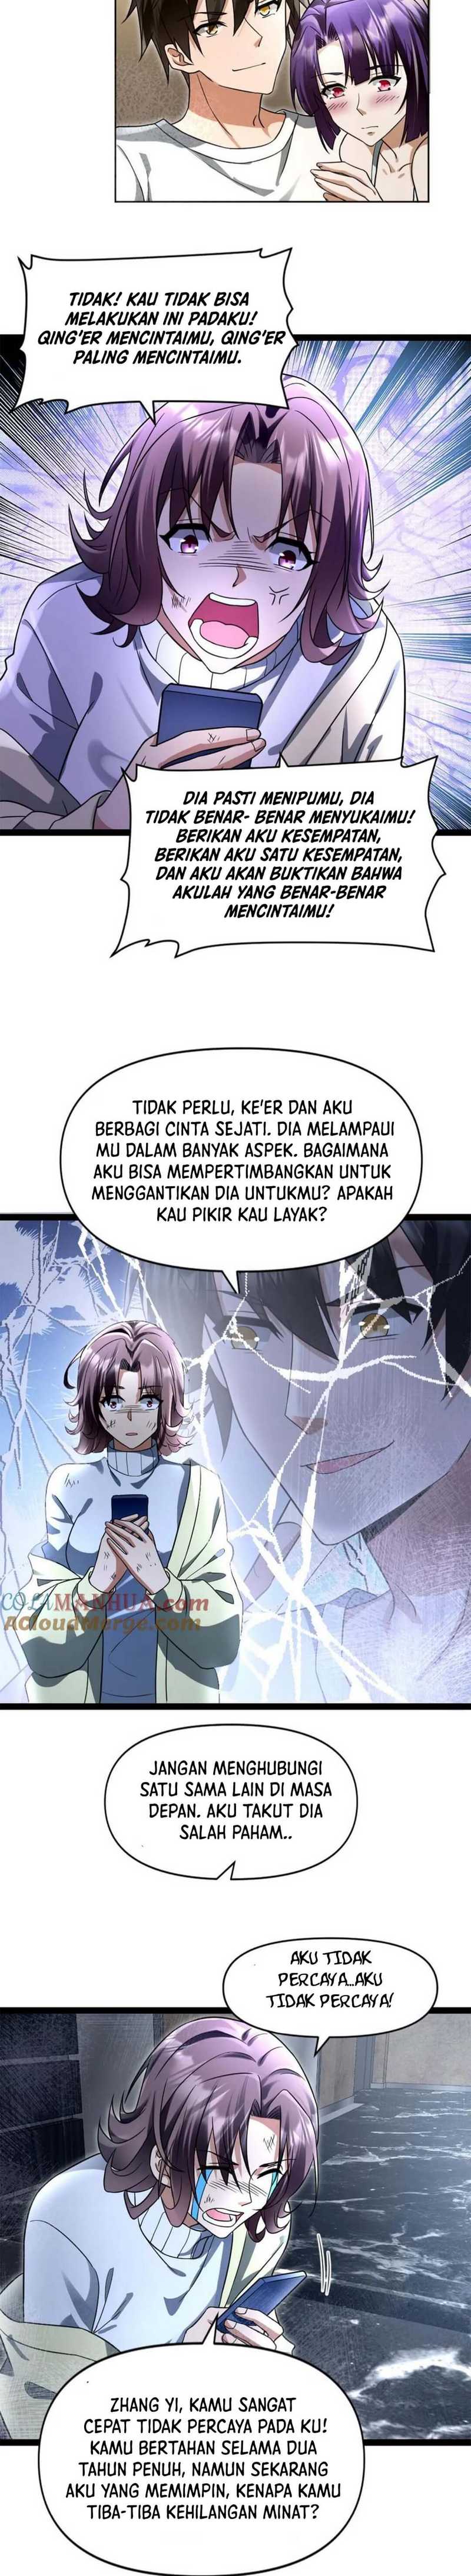 TIDAK! KAU TIDAK BISA
MELAKUKAN INI PADAKU!
QING'ER MENCINTAIMU, QING'ER
PALING MENCINTAIMU.
DIA PASTI MENIPUMU, DIA
TIDAK BENAR- BENAR MENYUKAIMU!
BERIKAN AKU KESEMPATAN,
BERIKAN AKU SATU KESEMPATAN,
DAN AKU AKAN BUKTIKAN BAHWA
AKULAH YANG BENAR-BENAR
MENCINTAIMU!
TIDAK PERLU, KE'ER DAN AKU
BERBAGI CINTA SEJATI. DIA MELAMPAUI
MU DALAM BANYAK ASPEK. BAGAIMANA
AKU BISA MEMPERTIMBANGKAN UNTUK
MENGGANTIKAN DIA UNTUKMU? APAKAH
KAU PIKIR KAU LAYAK?
COLAMANHUA.com
AcloudMerge.com
JANGAN MENGHUBUNGI
SATU SAMA LAIN DI MASA
DEPAN. AKU TAKUT DIA
SALAH PAHAM..
AKU TIDAK
PERCAYA...AKU
TIDAK PERCAYA!
ZHANG YI, KAMU SANGAT
CEPAT TIDAK PERCAYA PADA KU!
KAMU BERTAHAN SELAMA DUA
TAHUN PENUH, NAMUN SEKARANG
AKU YANG MEMIMPIN, KENAPA KAMU
TIBA-TIBA KEHILANGAN MINAT?